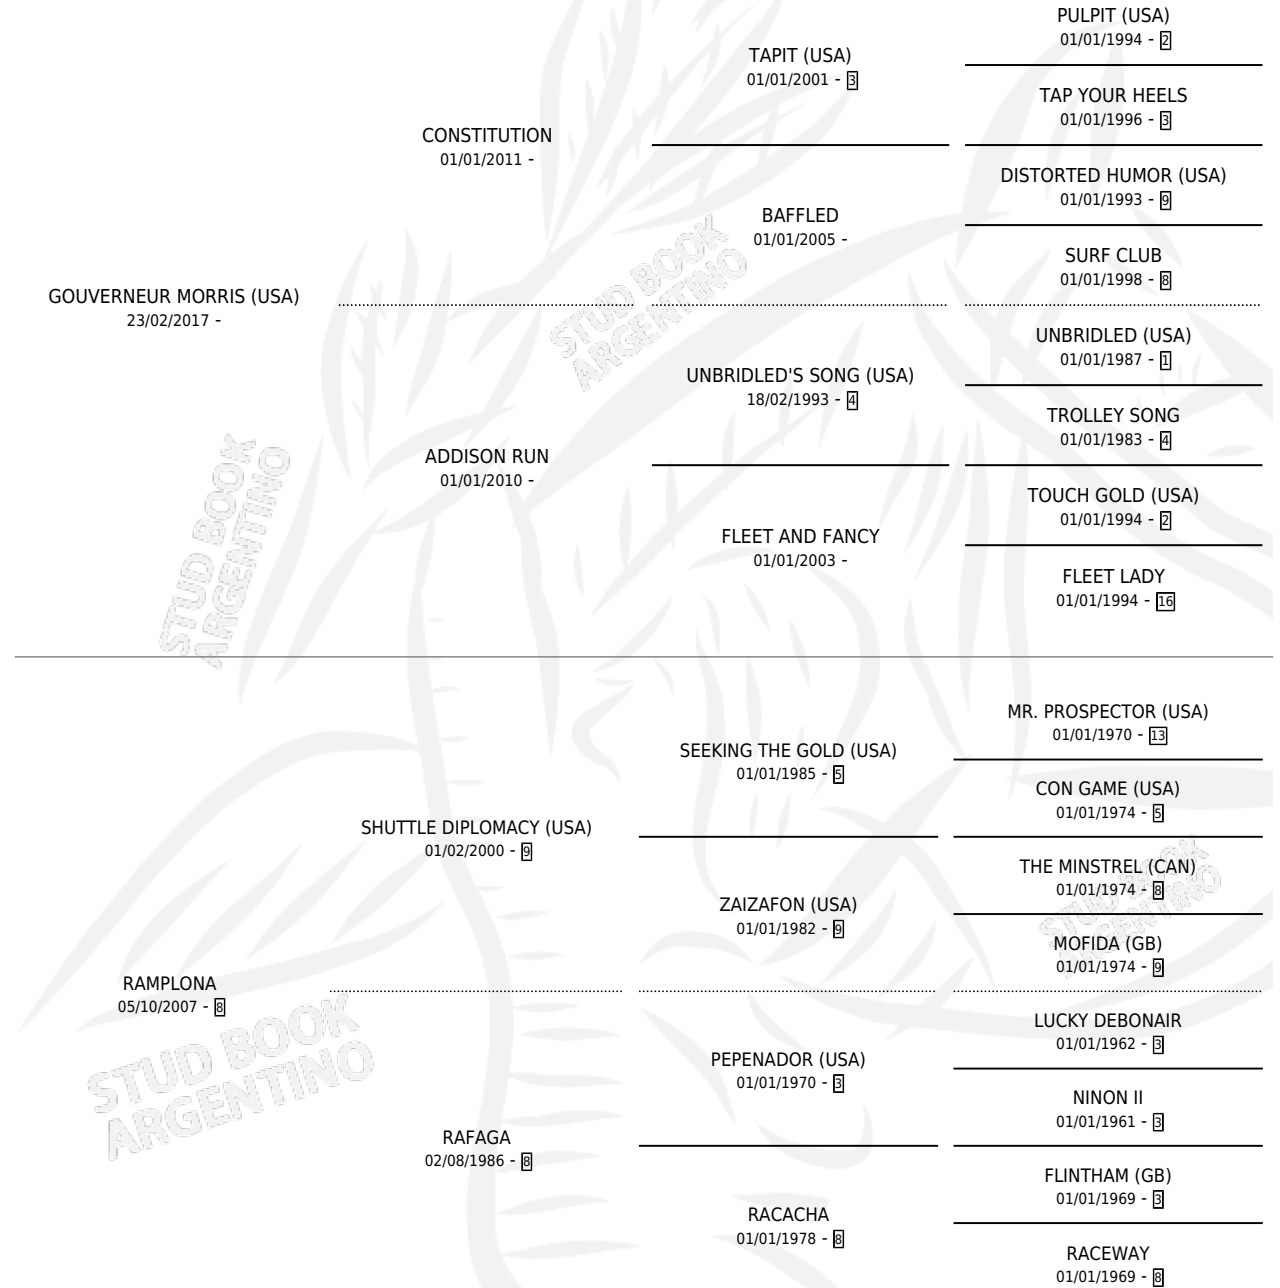 PULPIT (USA)
01/01/1994 - 2
TAPIT (USA)
01/01/2001 - 3
TAP YOUR HEELS
01/01/1996 - 3
CONSTITUTION
01/01/2011 -
DISTORTED HUMOR (USA)
01/01/1993 - 9
BAFFLED
01/01/2005 -
SURF CLUB
01/01/1998 - 8
GOUVERNEUR MORRIS (USA)
23/02/2017 -
UNBRIDLED (USA)
01/01/1987 - 1
UNBRIDLED'S SONG (USA)
18/02/1993 - 4
TROLLEY SONG
01/01/1983 - 4
ADDISON RUN
01/01/2010 -
TOUCH GOLD (USA)
01/01/1994 - 2
FLEET AND FANCY
01/01/2003 -
FLEET LADY
01/01/1994 - 16
MR. PROSPECTOR (USA)
01/01/1970 - 13
SEEKING THE GOLD (USA)
01/01/1985 - 5
CON GAME (USA)
01/01/1974 - 5
SHUTTLE DIPLOMACY (USA)
01/02/2000 - 9
THE MINSTREL (CAN)
01/01/1974 - 8
ZAIZAFON (USA)
01/01/1982 - 9
MOFIDA (GB)
01/01/1974 - 9
RAMPLONA
05/10/2007 - 8
LUCKY DEBONAIR
01/01/1962 - 3
PEPENADOR (USA)
01/01/1970 - 3
NINON II
01/01/1961 - 3
RAFAGA
02/08/1986 - 8
FLINTHAM (GB)
01/01/1969 - 3
RACACHA
01/01/1978 - 8
RACEWAY
01/01/1969 - 8
STUD BOOK
ARGENTINO
STUD BOOK
ARGENTINO
STUD BOOK
ARGENTINO
STUD BOOK
ARGENTINO